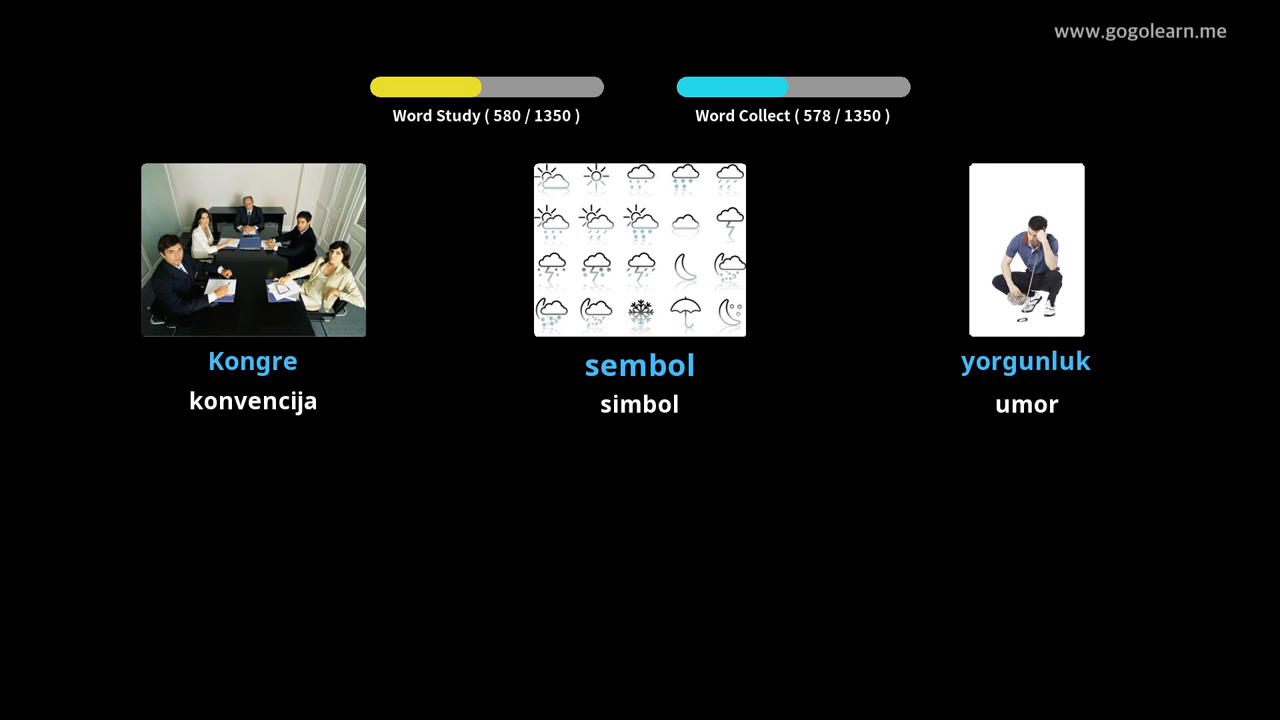 www.gogolearn.me
Word Study ( 580 / 1350 )
Word Collect ( 578 / 1350 )
Kongre
konvencija
sembol
simbol
yorgunluk
umor